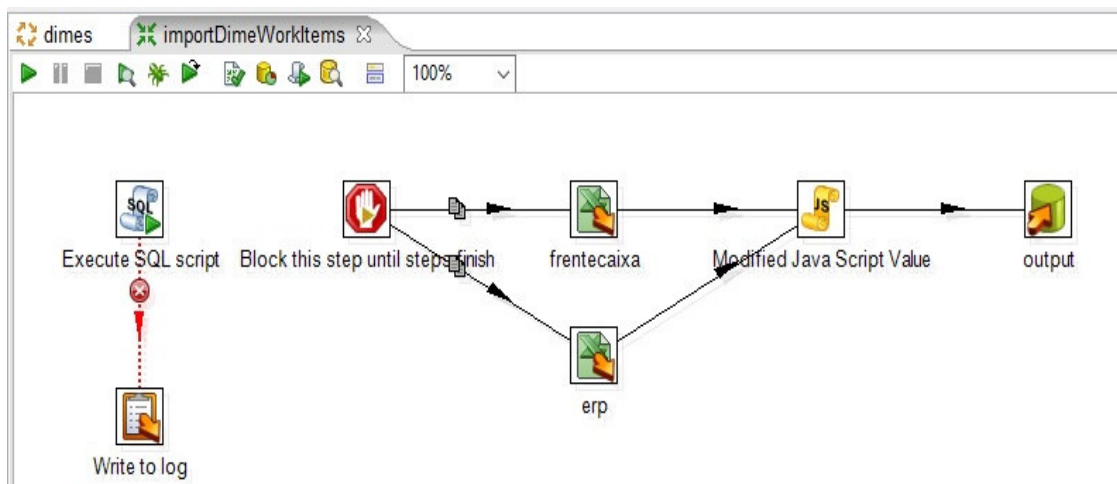 dimes importDimeWorkItems
100%
SQL JS
Execute SQL script Block this step until steps finish frentecaixa Modified Java Script Value output
erp
Write to log